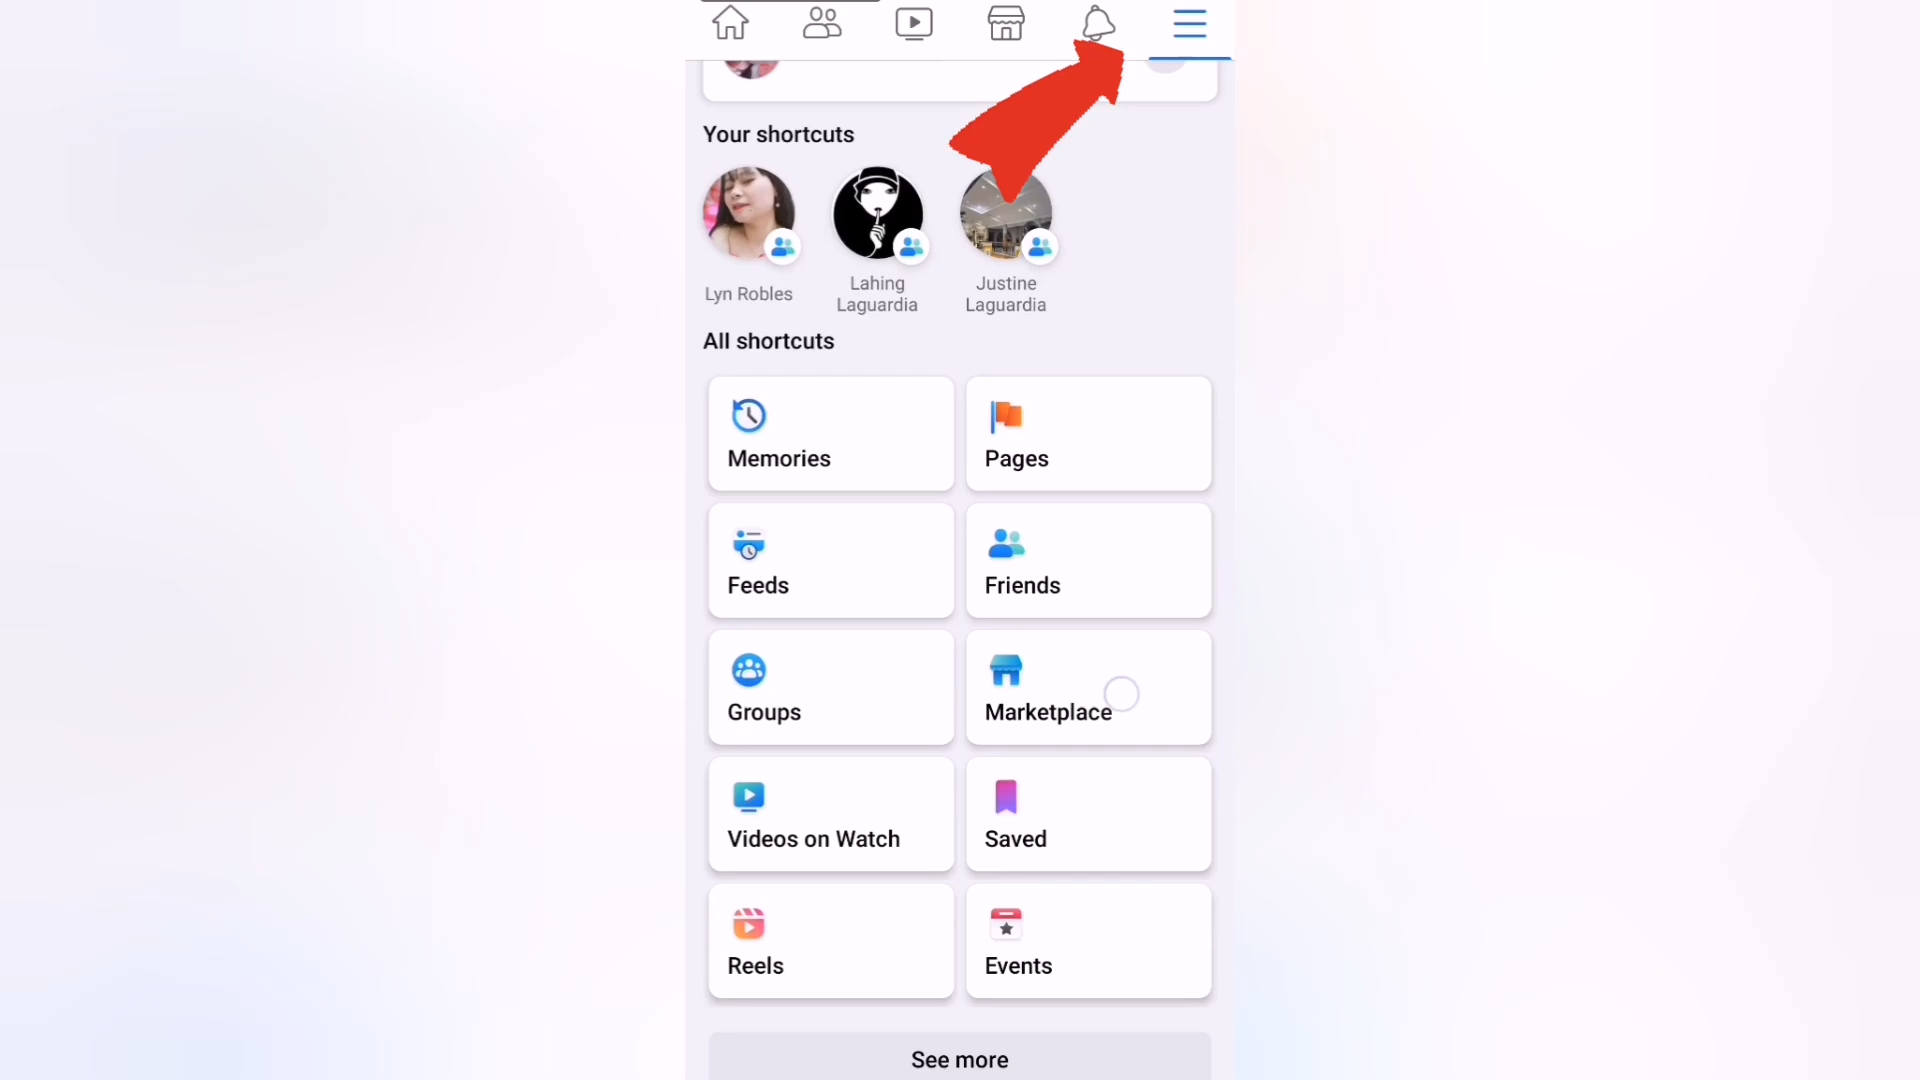 Your shortcuts
Lyn Robles
Lahing
Laguardia
Justine
Laguardia
All shortcuts
Memories
Pages
Feeds
Friends
Groups
Marketplace
Videos on Watch
Saved
Reels
Events
See more